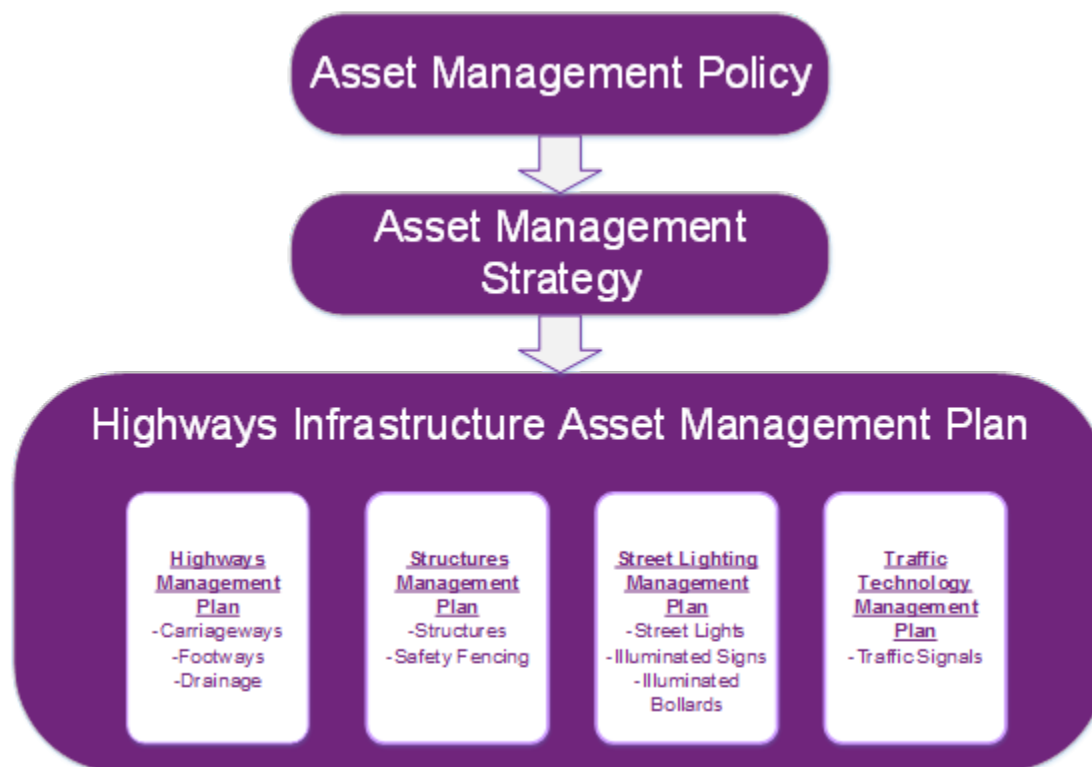 Asset Management Policy
Asset Management
Strategy
Highways Infrastructure Asset Management Plan
Highways
Management
Plan
-Carriageways
-Footways
-Drainage
Structures
Management
Plan
-Structures
-Safety Fencing
Street Lighting
Management
Plan
-Street Lights
-Illuminated Signs
-Illuminated
Bollards
Traffic
Technology
Management
Plan
-Traffic Signals